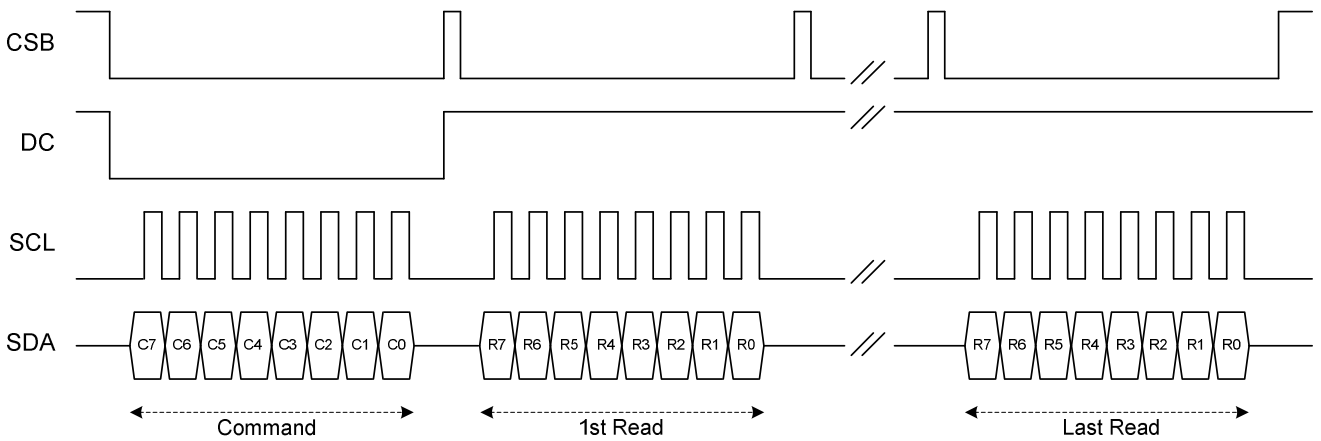 CSB
DC
SCL
SDA C7 C6 C5 C4 C3 C2 C1 C0 R7 R6 R5 R4 R3 R2 R1 R0 R7 R6 R5 R4 R3 R2 R1 R0
Command 1st Read Last Read